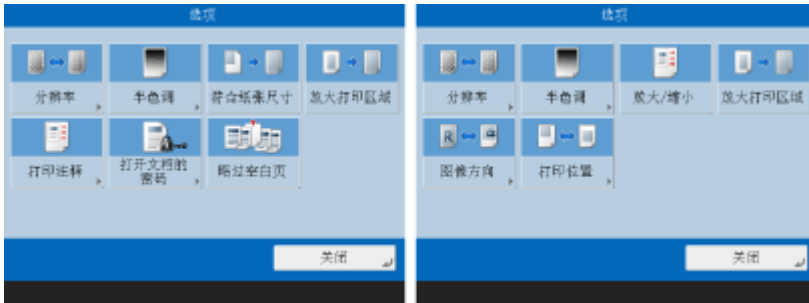 选项
分辨率
半色调
符合纸张尺寸
放大打印区域
打印注释
打开文档的
密码
略过空白页
关闭
选项
分辨率
半色调
放大/缩小
放大打印区域
图像方向
打印位置
关闭